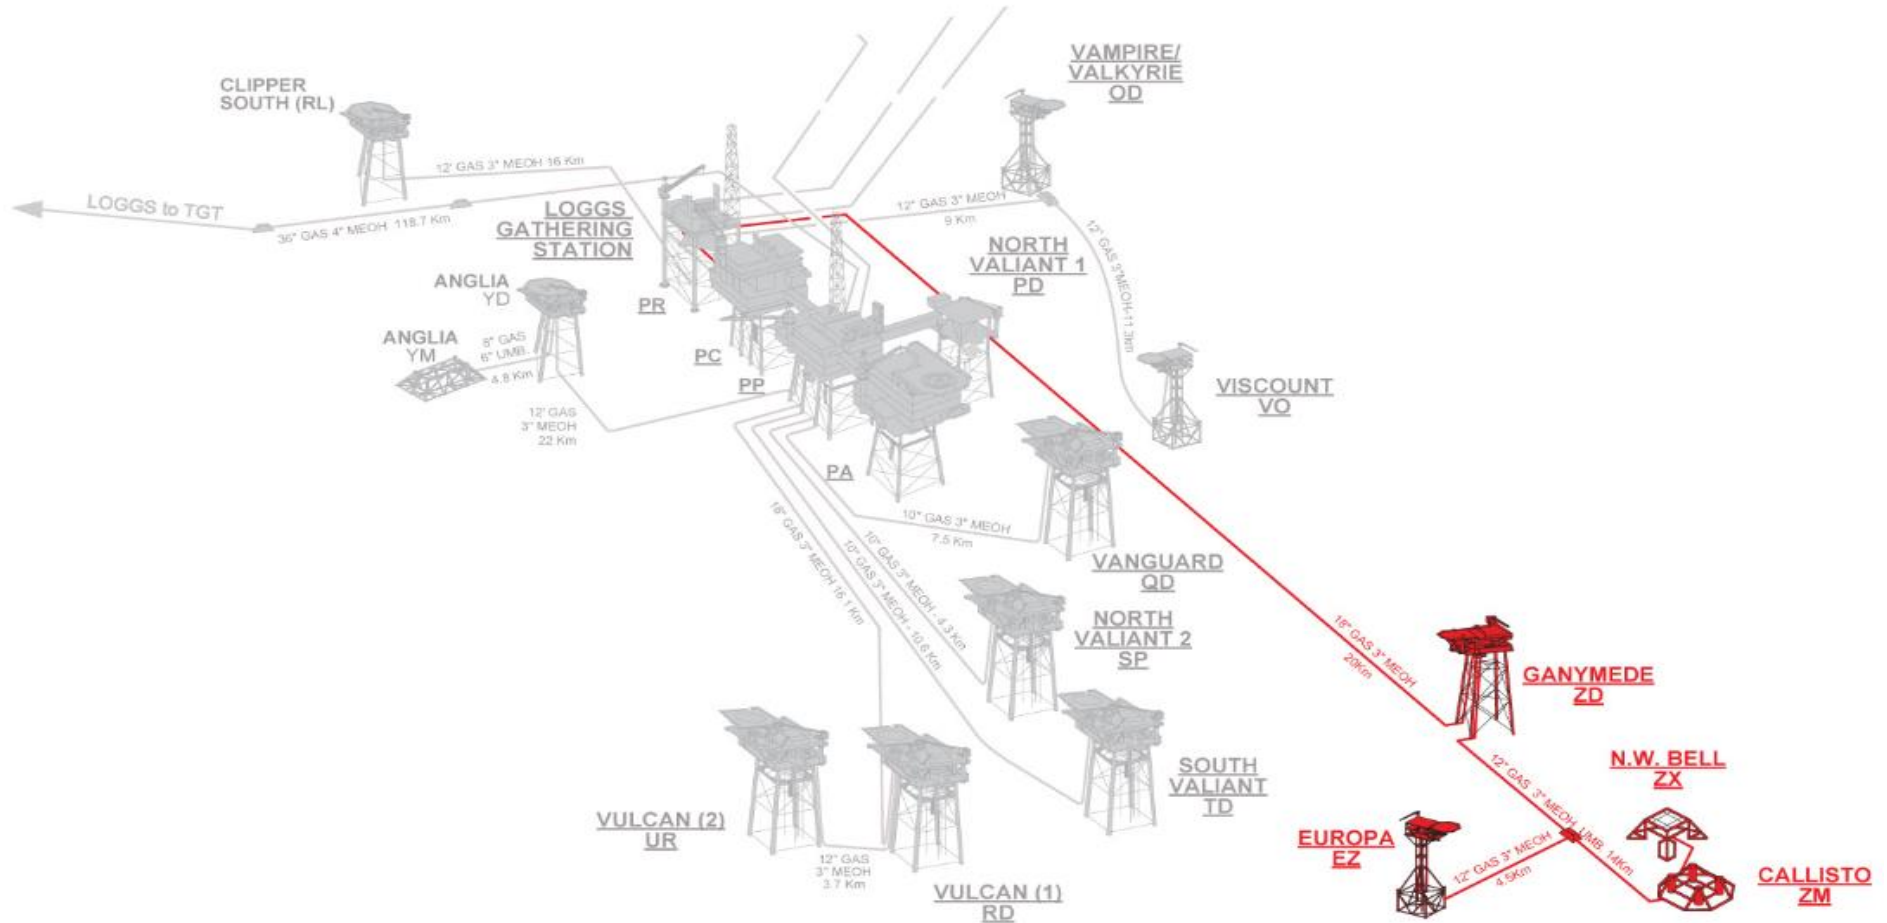 VAMPIRE/
VALKYRIE
OD
CLIPPER
SOUTH (RL)
12' GAS 3" MEOH 16 Km
LOGGS to TGT
36" GAS 4" MEOH 118.7 Km
LOGGS
GATHERING
STATION
12" GAS 3" MEOH
9 Km
12" GAS 3"MEOH-11.3km
NORTH
VALIANT 1
PD
ANGLIA
YD
PR
ANGLIA
YM
8" GAS
6" UMB.
4.8 Km
PC
PP
VISCOUNT
VO
12' GAS
3" MEOH
22 Km
PA
10" GAS 3" MEOH
7.5 Km
VANGUARD
QD
18" GAS 3" MEOH 16.1 Km
10" GAS 3" MEOH - 10.6 Km
10" GAS 3" MEOH - 4.3 Km
NORTH
VALIANT 2
SP
18" GAS 3" MEOH
20Km
GANYMEDE
ZD
SOUTH
VALIANT
TD
N.W. BELL
ZX
12" GAS 3" MEOH UMB 14Km
VULCAN (2)
UR
EUROPA
EZ
12" GAS 3" MEOH
4.5Km
12" GAS
3" MEOH
3.7 Km
CALLISTO
ZM
VULCAN (1)
RD